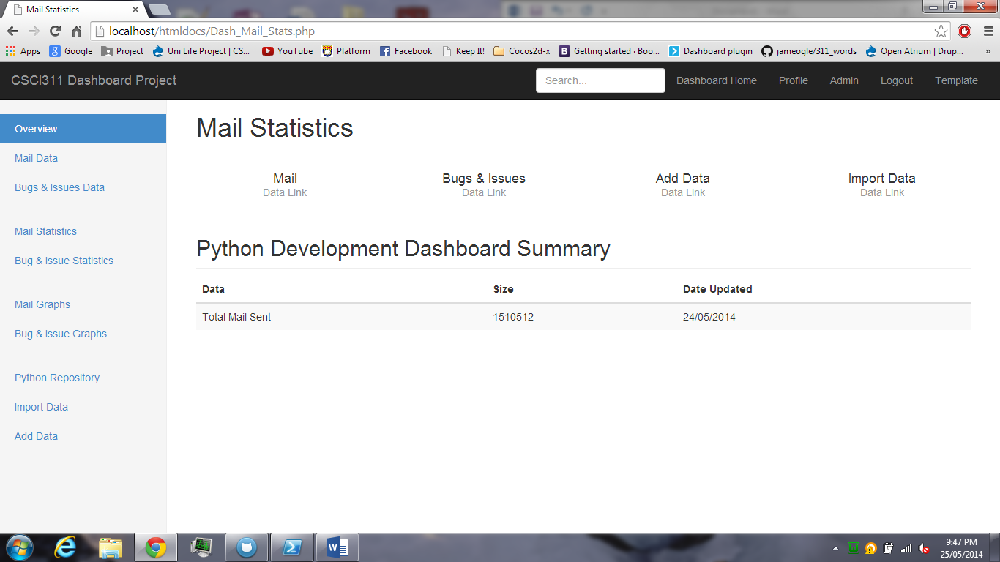 Mail Statistics
localhost/htmldocs/Dash_Mail_Stats.php
Apps Google Project Uni Life Project | CS... YouTube Platform Facebook Keep It! Cocos2d-x Getting started · Boo... Dashboard plugin jameogle/311_words Open Atrium | Drup... »
CSCI311 Dashboard Project Search... Dashboard Home Profile Admin Logout Template
Overview
Mail Data
Bugs & Issues Data
Mail Statistics
Bug & Issue Statistics
Mail Graphs
Bug & Issue Graphs
Python Repository
Import Data
Add Data
Mail Statistics
Mail Bugs & Issues Add Data Import Data
Data Link Data Link Data Link Data Link
Python Development Dashboard Summary
Data Size Date Updated
Total Mail Sent 1510512 24/05/2014
9:47 PM
25/05/2014